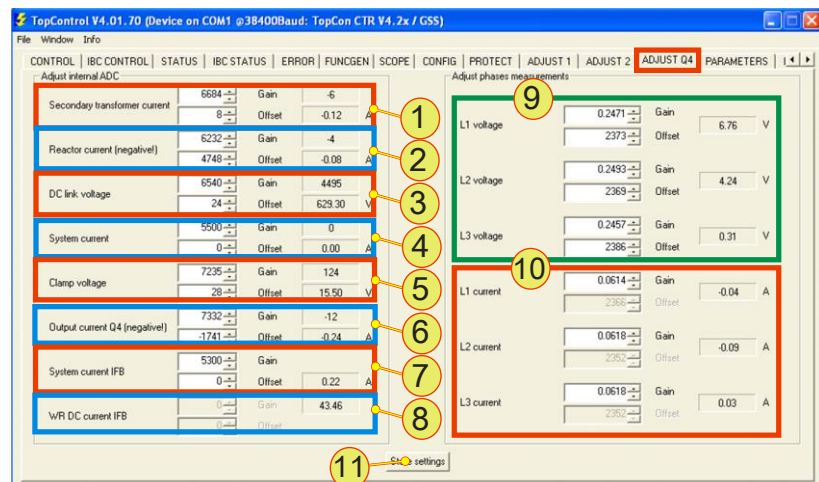 TopControl V4.01.70 (Device on COM1 @38400Baud: TopCon CTR V4.2x / GSS)
File Window Info
CONTROL IBC CONTROL STATUS IBC STATUS ERROR FUNCGEN SCOPE CONFIG PROTECT ADJUST 1 ADJUST 2 ADJUST Q4 PARAMETERS
Adjust internal ADC
Secondary transformer current 6684 Gain -6
8 Offset -0.12 A
1
Reactor current (negative!) 6232 Gain -4
4748 Offset -0.08 A
2
DC link voltage 6540 Gain 4495
24 Offset 629.30 V
3
System current 5500 Gain 0
0 Offset 0.00 A
4
Clamp voltage 7235 Gain 124
28 Offset 15.50 V
5
Output current Q4 (negative!) 7332 Gain -12
-1741 Offset -0.24 A
6
System current IFB 5300 Gain
0 Offset 0.22 A
7
WR DC current IFB 0 Gain 43.46
0 Offset
8
Adjust phases measurements
9
L1 voltage 0.2471 Gain 6.76 V
2373 Offset
L2 voltage 0.2493 Gain 4.24 V
2369 Offset
L3 voltage 0.2457 Gain 0.31 V
2386 Offset
10
L1 current 0.0614 Gain -0.04 A
2366 Offset
L2 current 0.0618 Gain -0.09 A
2352 Offset
L3 current 0.0618 Gain 0.03 A
2352 Offset
11
settings